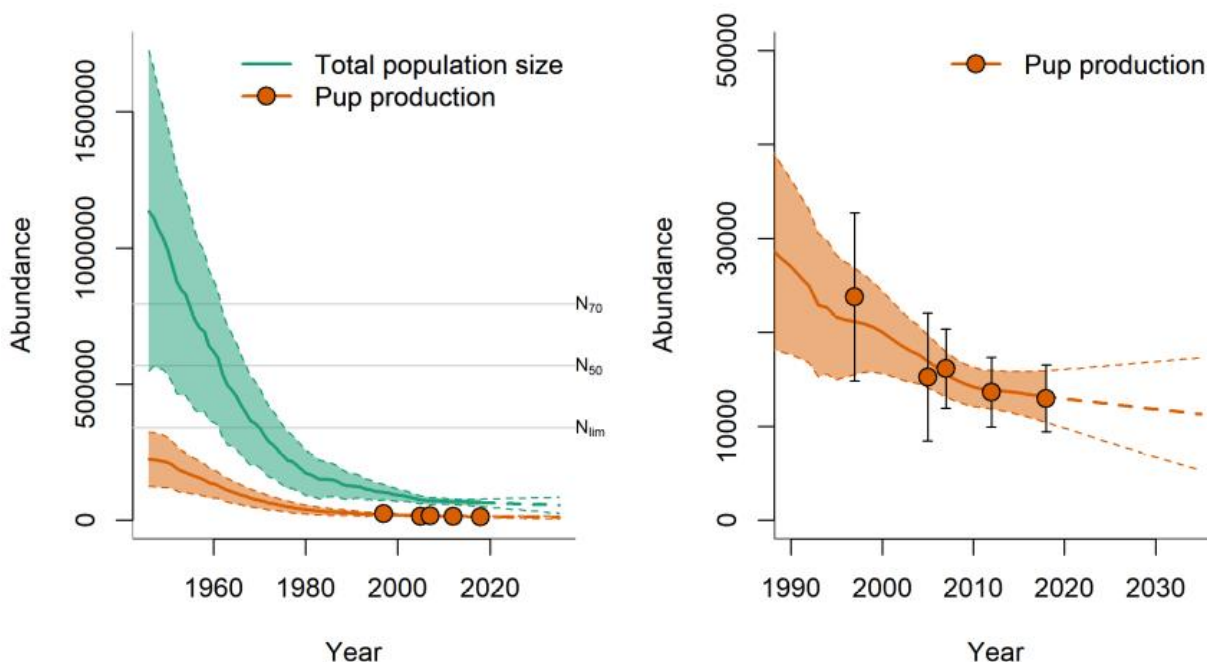 Total population size
Pup production
Abundance
1500000
1000000
500000
0
N70
N50
Nlim
1960
1980
2000
2020
Year
Pup production
Abundance
50000
30000
10000
0
1990
2000
2010
2020
2030
Year